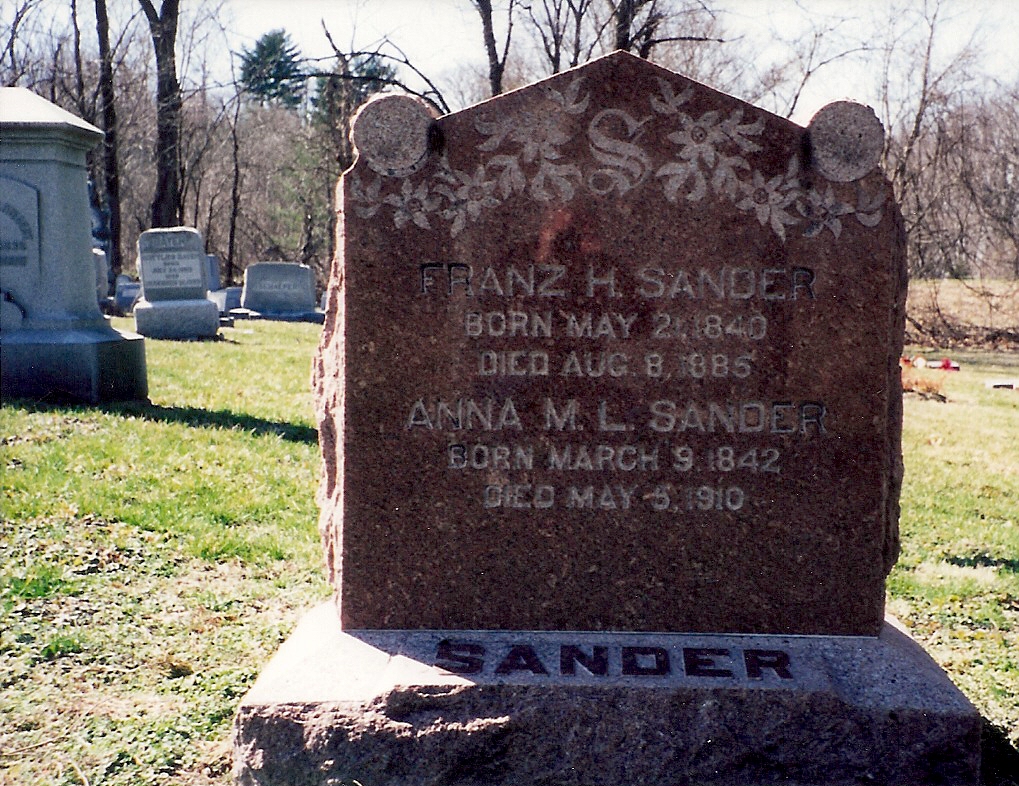 S
FRANZ H. SANDER
BORN MAY 21, 1840
DIED AUG. 8, 1885
ANNA M. L. SANDER
BORN MARCH 9, 1842
DIED MAY 5, 1910
SANDER